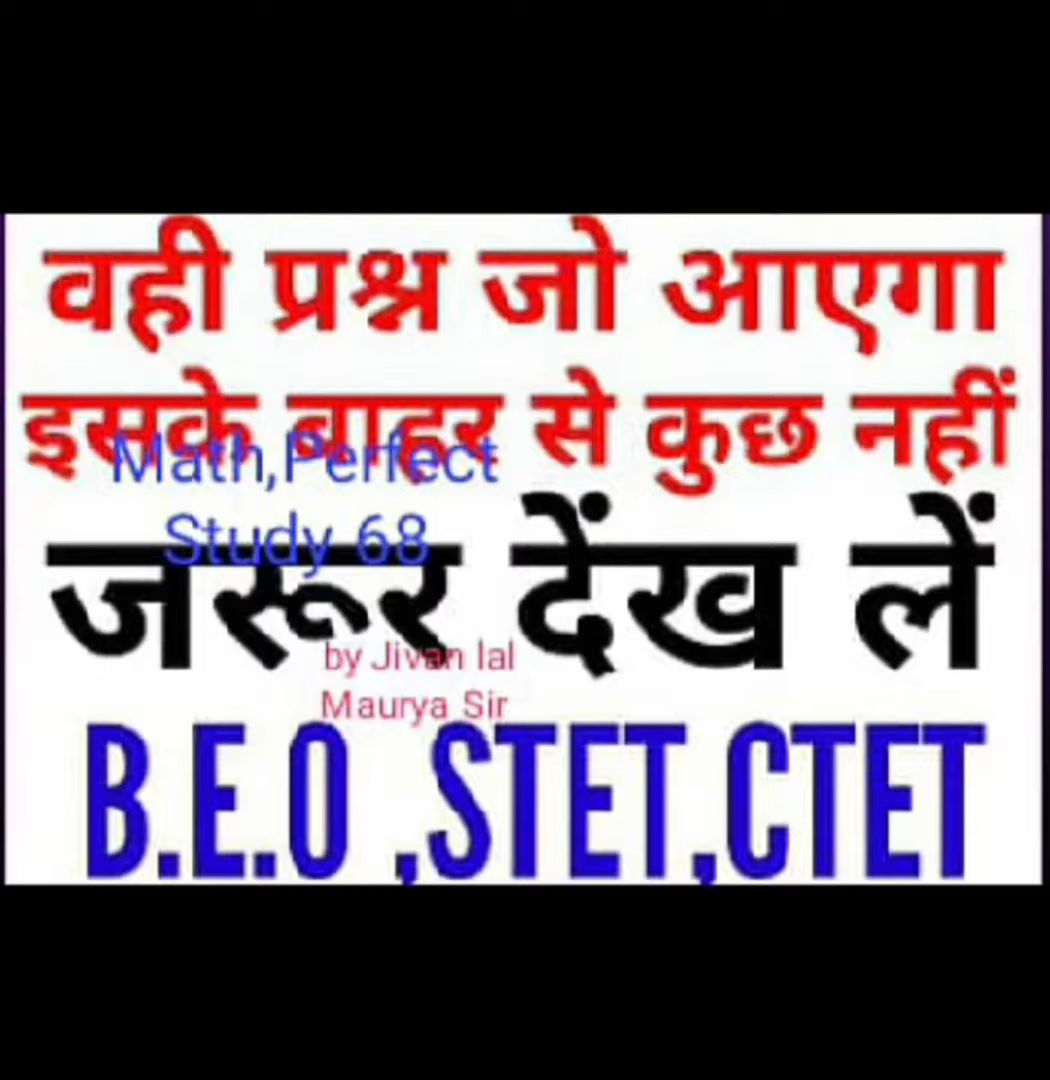 वही प्रश्न जो आएगा
इसके बाहर से कुछ नहीं
Math,Perfect
Study 68
जरूर देंख लें
by Jivan lal
Maurya Sir
B.E.O ,STET,CTET